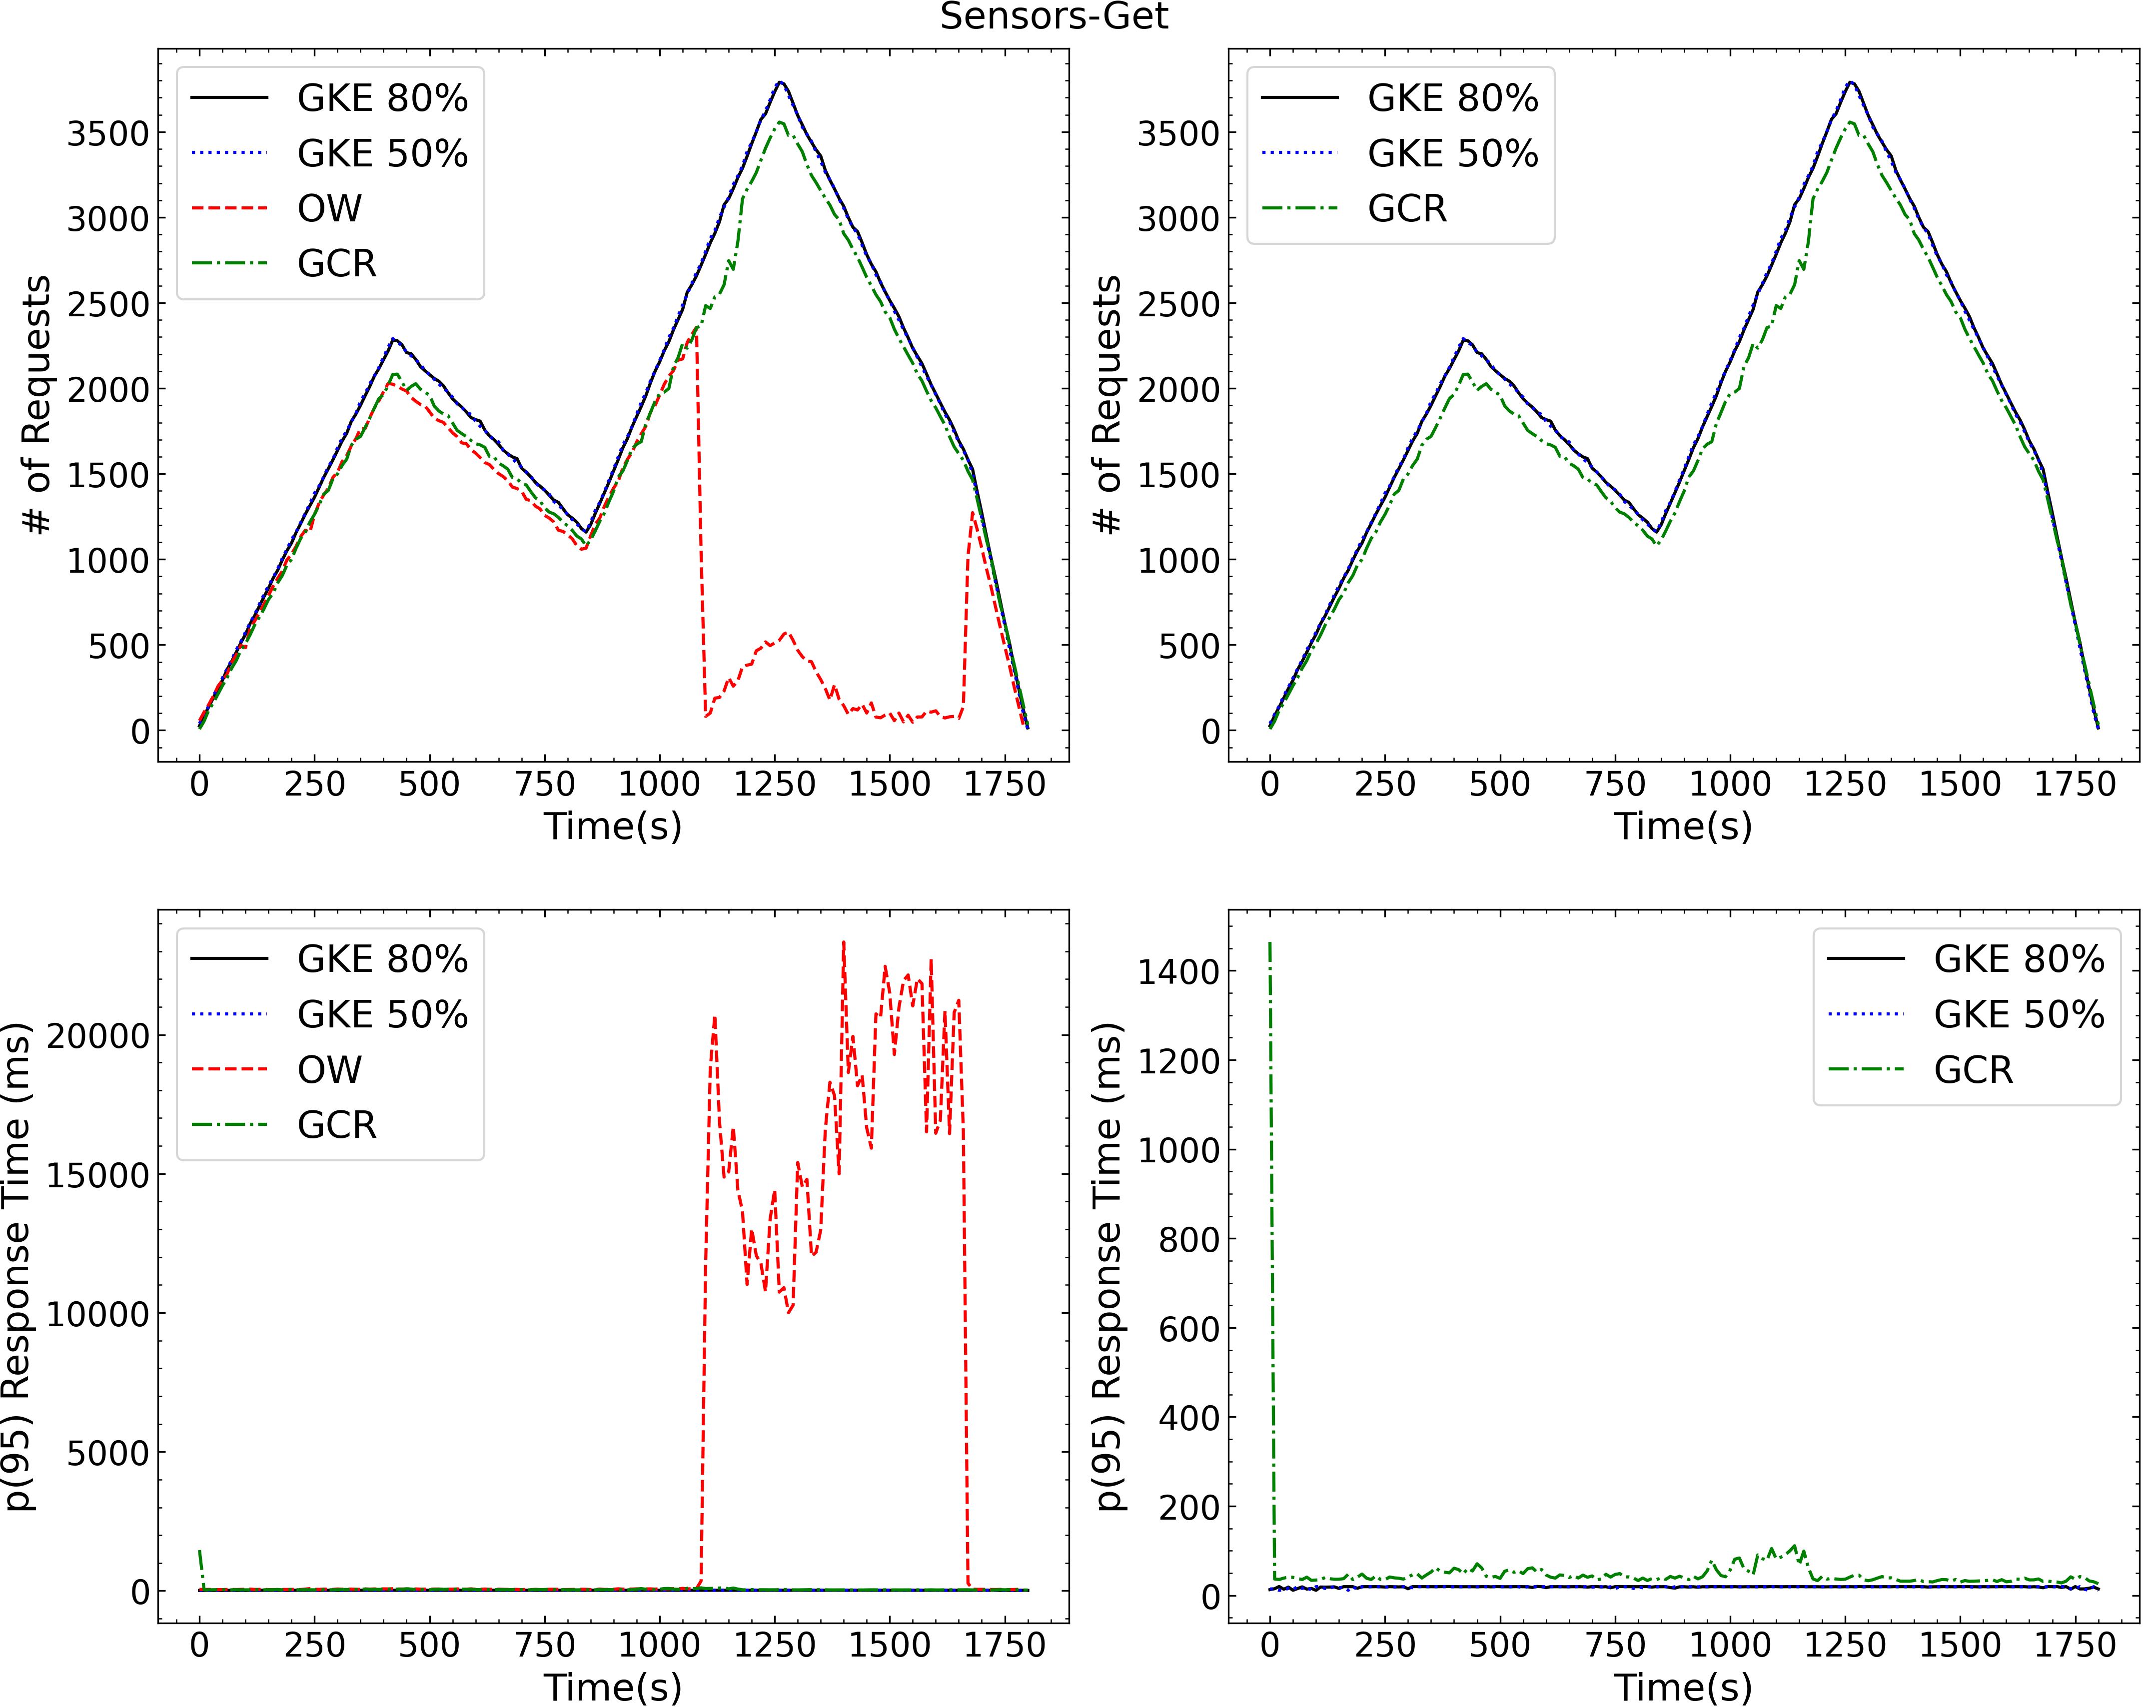 Sensors-Get
# of Requests
3500
3000
2500
2000
1500
1000
500
0
GKE 80%
GKE 50%
OW
GCR
0 250 500 750 1000 1250 1500 1750
Time(s)
# of Requests
3500
3000
2500
2000
1500
1000
500
0
GKE 80%
GKE 50%
GCR
0 250 500 750 1000 1250 1500 1750
Time(s)
p(95) Response Time (ms)
20000
15000
10000
5000
0
GKE 80%
GKE 50%
OW
GCR
0 250 500 750 1000 1250 1500 1750
Time(s)
p(95) Response Time (ms)
1400
1200
1000
800
600
400
200
0
GKE 80%
GKE 50%
GCR
0 250 500 750 1000 1250 1500 1750
Time(s)